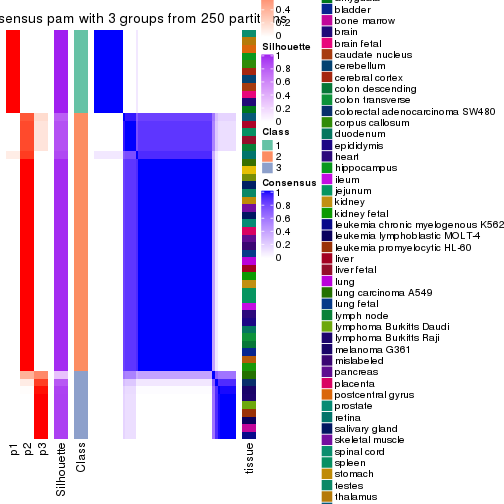 sensus pam with 3 groups from 250 partitions
0.4
0.2
0
Silhouette
1
0.8
0.6
0.4
0.2
0
Class
1
2
3
Consensus
1
0.8
0.6
0.4
0.2
0
p1
p2
p3
Silhouette
Class
tissue
bladder
bone marrow
brain
brain fetal
caudate nucleus
cerebellum
cerebral cortex
colon descending
colon transverse
colorectal adenocarcinoma SW480
corpus callosum
duodenum
epididymis
heart
hippocampus
ileum
jejunum
kidney
kidney fetal
leukemia chronic myelogenous K562
leukemia lymphoblastic MOLT-4
leukemia promyelocytic HL-60
liver
liver fetal
lung
lung carcinoma A549
lung fetal
lymph node
lymphoma Burkitts Daudi
lymphoma Burkitts Raji
melanoma G361
mislabeled
pancreas
placenta
postcentral gyrus
prostate
retina
salivary gland
skeletal muscle
spinal cord
spleen
stomach
testes
thalamus